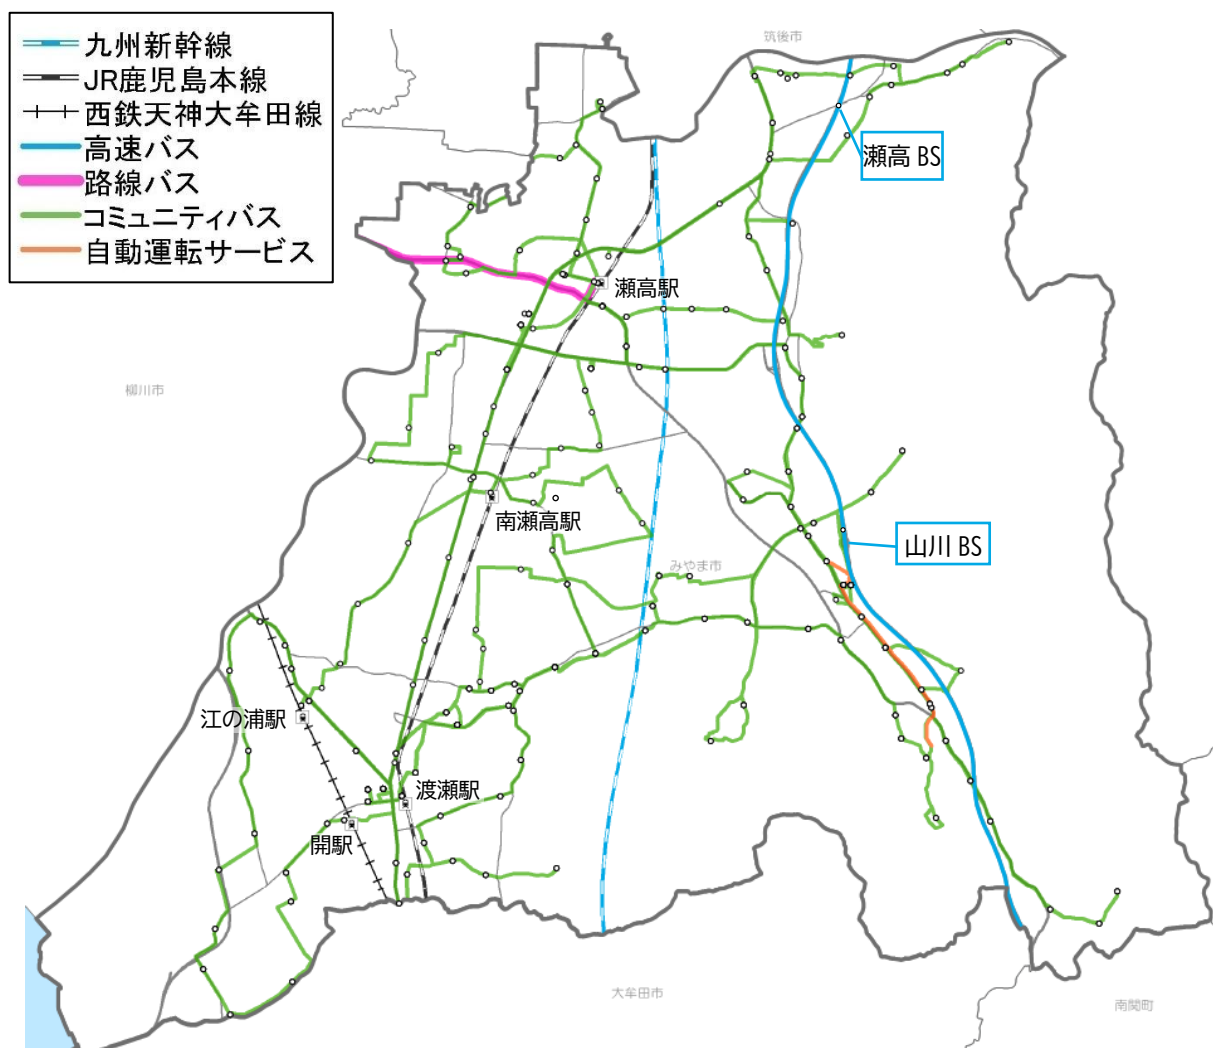 九州新幹線
JR鹿児島本線
西鉄天神大牟田線
高速バス
路線バス
コミュニティバス
自動運転サービス
筑後市
瀬高 BS
瀬高駅
柳川市
南瀬高駅
山川 BS
みやま市
江の浦駅
渡瀬駅
開駅
大牟田市
南関町